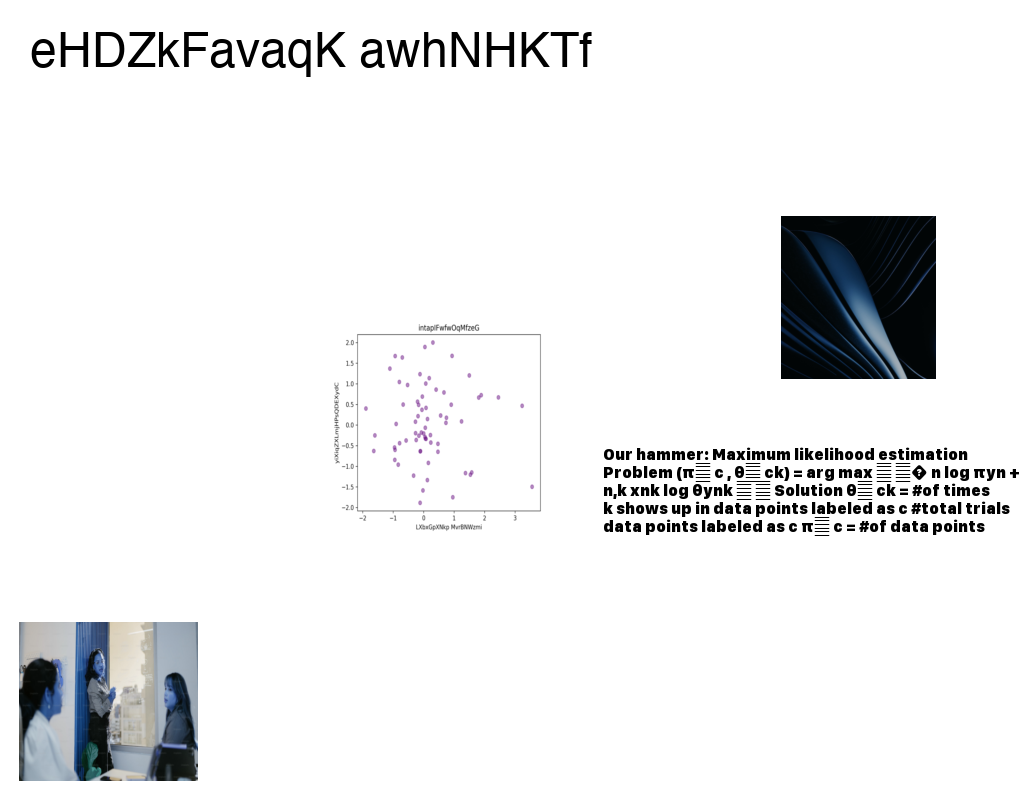 eHDZkFavaqK awhNHKTf
intaplFwfwOqMfzeG
2.0
1.5
1.0
0.5
0.0
−0.5
−1.0
−1.5
−2.0
−2 −1 0 1 2 3
LXbxGpXNkp MvrBNWzmi
Our hammer: Maximum likelihood estimation
Problem (π c , θ ck) = arg max � n log πyn +
n,k xnk log θynk Solution θ ck = #of times
k shows up in data points labeled as c #total trials
data points labeled as c π c = #of data points